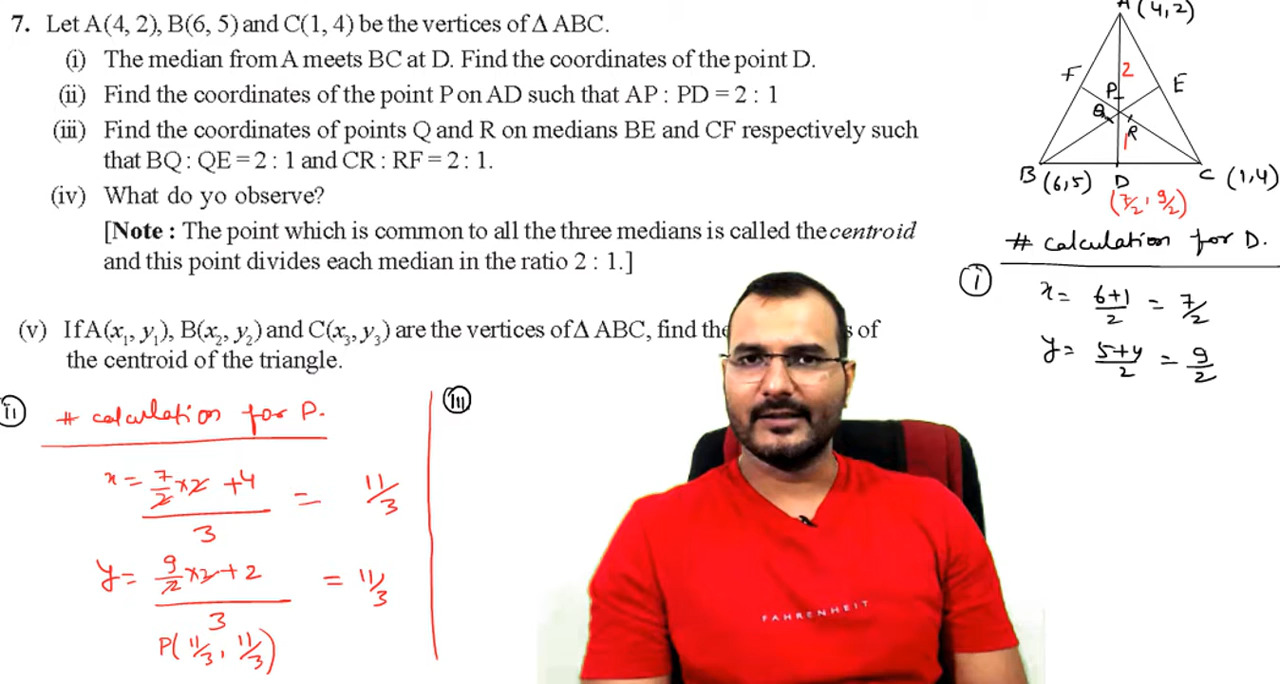 7. Let A(4, 2), B(6, 5) and C(1, 4) be the vertices of Δ ABC.
(i) The median from A meets BC at D. Find the coordinates of the point D.
(ii) Find the coordinates of the point P on AD such that AP : PD = 2 : 1
(iii) Find the coordinates of points Q and R on medians BE and CF respectively such
that BQ : QE = 2 : 1 and CR : RF = 2 : 1.
(iv) What do yo observe?
[Note : The point which is common to all the three medians is called the centroid
and this point divides each median in the ratio 2 : 1.]
(v) If A(x₁, y₁), B(x₂, y₂) and C(x₃, y₃) are the vertices of Δ ABC, find the of
the centroid of the triangle.
A (4,2)
F 2 E
P
Q R
1
B (6,5) D C (1,4)
(7/2, 9/2)
# calculation for D.
(i)
x = 6+1/2 = 7/2
y = 5+4/2 = 9/2
(ii) # calculation for P.
x = 7/2 ×2 +4 / 3 = 11/3
y = 9/2 ×2 +2 / 3 = 11/3
P(11/3, 11/3)
(iii)
FAHRENHEIT